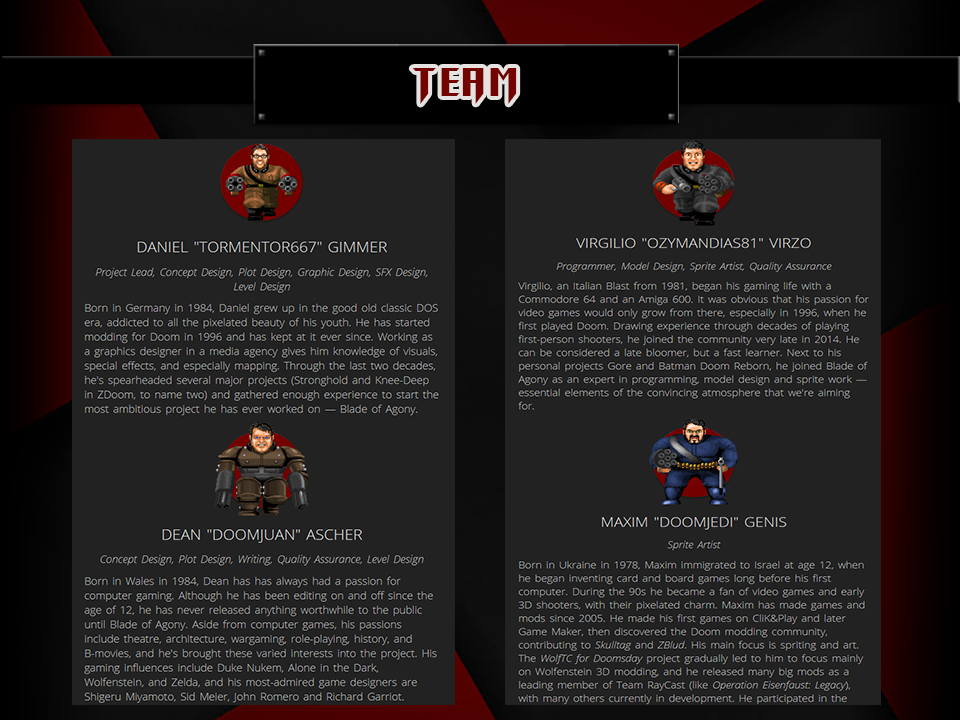 TEAM
DANIEL "TORMENTOR667" GIMMER
Project Lead, Concept Design, Plot Design, Graphic Design, SFX Design,
Level Design
Born in Germany in 1984, Daniel grew up in the good old classic DOS
era, addicted to all the pixelated beauty of his youth. He has started
modding for Doom in 1996 and has kept at it ever since. Working as
a graphics designer in a media agency gives him knowledge of visuals,
special effects, and especially mapping. Through the last two decades,
he's spearheaded several major projects (Stronghold and Knee-Deep
in ZDoom, to name two) and gathered enough experience to start the
most ambitious project he has ever worked on — Blade of Agony.
DEAN "DOOMJUAN" ASCHER
Concept Design, Plot Design, Writing, Quality Assurance, Level Design
Born in Wales in 1984, Dean has has always had a passion for
computer gaming. Although he has been editing on and off since the
age of 12, he has never released anything worthwhile to the public
until Blade of Agony. Aside from computer games, his passions
include theatre, architecture, wargaming, role-playing, history, and
B-movies, and he's brought these varied interests into the project. His
gaming influences include Duke Nukem, Alone in the Dark,
Wolfenstein, and Zelda, and his most-admired game designers are
Shigeru Miyamoto, Sid Meier, John Romero and Richard Garriot.
VIRGILIO "OZYMANDIAS81" VIRZO
Programmer, Model Design, Sprite Artist, Quality Assurance
Virgilio, an Italian Blast from 1981, began his gaming life with a
Commodore 64 and an Amiga 600. It was obvious that his passion for
video games would only grow from there, especially in 1996, when he
first played Doom. Drawing experience through decades of playing
first-person shooters, he joined the community very late in 2014. He
can be considered a late bloomer, but a fast learner. Next to his
personal projects Gore and Batman Doom Reborn, he joined Blade of
Agony as an expert in programming, model design and sprite work —
essential elements of the convincing atmosphere that we're aiming
for.
MAXIM "DOOMJEDI" GENIS
Sprite Artist
Born in Ukraine in 1978, Maxim immigrated to Israel at age 12, when
he began inventing card and board games long before his first
computer. During the 90s he became a fan of video games and early
3D shooters, with their pixelated charm. Maxim has made games and
mods since 2005. He made his first games on CliK&Play and later
Game Maker, then discovered the Doom modding community,
contributing to Skulltag and ZBlud. His main focus is spriting and art.
The WolfTC for Doomsday project gradually led to him to focus mainly
on Wolfenstein 3D modding, and he released many big mods as a
leading member of Team RayCast (like Operation Eisenfaust: Legacy),
with many others currently in development. He participated in the